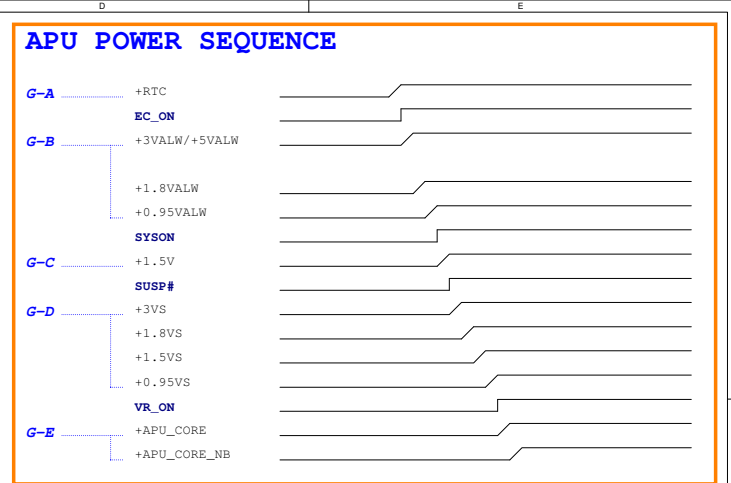 D E
APU POWER SEQUENCE
G-A +RTC
EC_ON
G-B +3VALW/+5VALW
+1.8VALW
+0.95VALW
SYSON
G-C +1.5V
SUSP#
G-D +3VS
+1.8VS
+1.5VS
+0.95VS
VR_ON
G-E +APU_CORE
+APU_CORE_NB